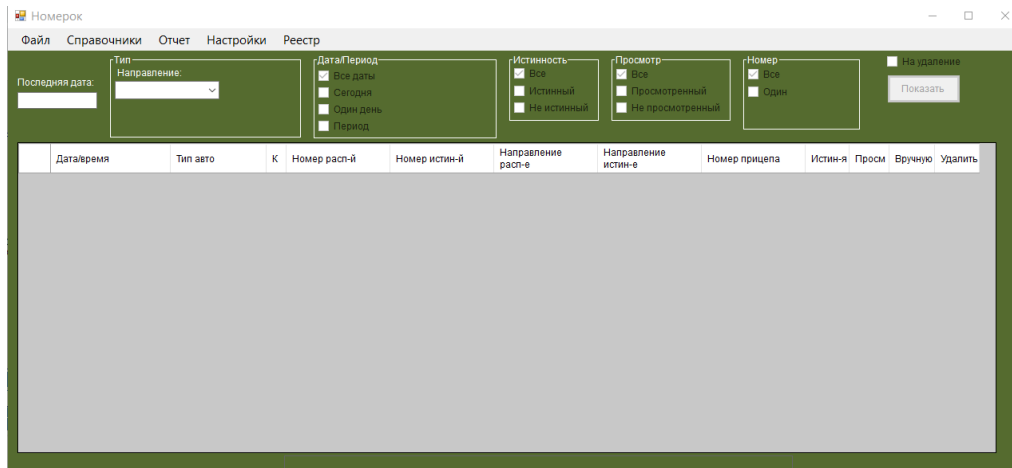 Номерок
Файл Справочники Отчет Настройки Реестр
Последняя дата:
Тип
Направление:
Дата/Период
Все даты
Сегодня
Один день
Период
Истинность
Все
Истинный
Не истинный
Просмотр
Все
Просмотренный
Не просмотренный
Номер
Все
Один
На удаление
Показать
Дата/время Тип авто К Номер расп-й Номер истин-й Направление расп-е Направление истин-е Номер прицепа Истин-я Просм Вручную Удалить